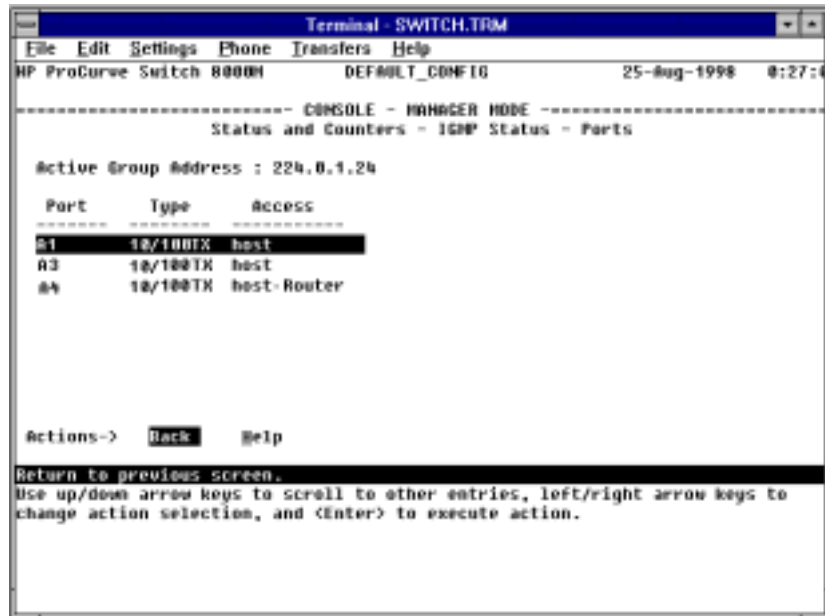 Terminal - SWITCH.TRM
File Edit Settings Phone Transfers Help
HP ProCurve Switch 8000M DEFAULT_CONFIG 25-Aug-1998 0:27:
---------------------------- CONSOLE - MANAGER MODE ----------------------------
Status and Counters - IGMP Status - Ports
Active Group Address : 224.0.1.24
Port Type Access
------- -------- -----------
A1 10/100TX host
A3 10/100TX host
A4 10/100TX host-Router
Actions-> Back Help
Return to previous screen.
Use up/down arrow keys to scroll to other entries, left/right arrow keys to
change action selection, and <Enter> to execute action.